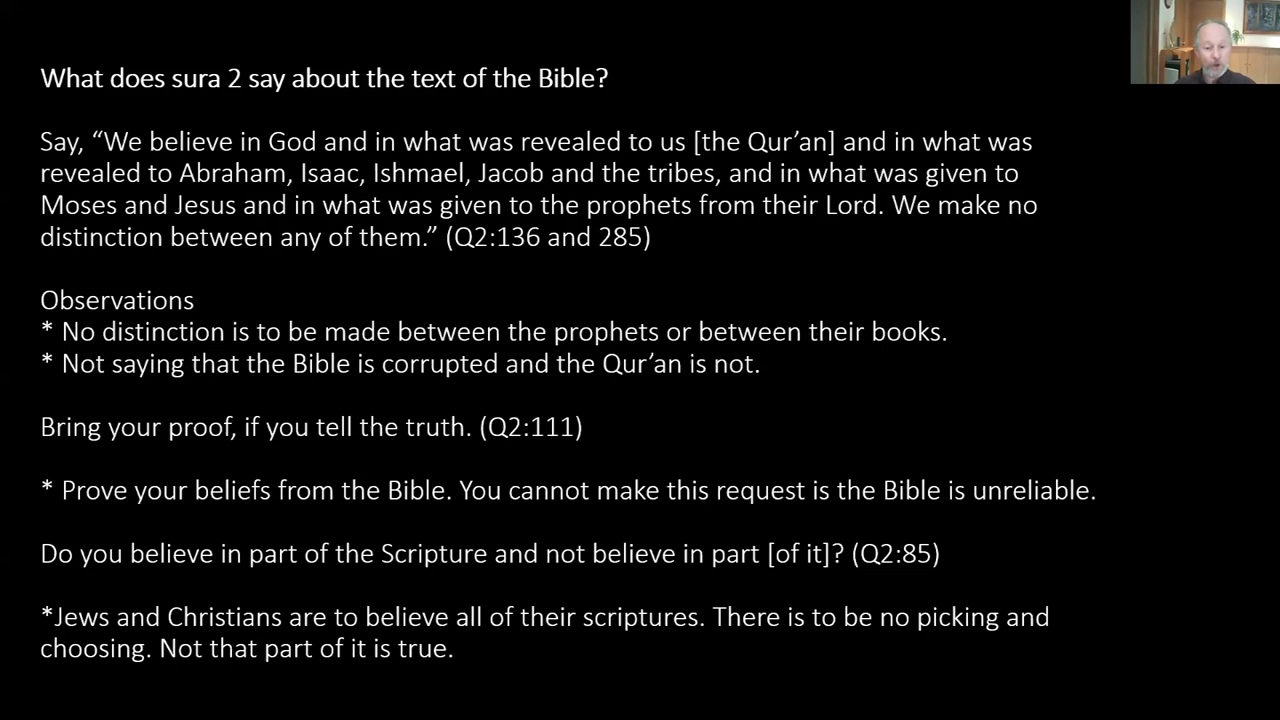 What does sura 2 say about the text of the Bible?
Say, “We believe in God and in what was revealed to us [the Qur’an] and in what was
revealed to Abraham, Isaac, Ishmael, Jacob and the tribes, and in what was given to
Moses and Jesus and in what was given to the prophets from their Lord. We make no
distinction between any of them.” (Q2:136 and 285)
Observations
* No distinction is to be made between the prophets or between their books.
* Not saying that the Bible is corrupted and the Qur’an is not.
Bring your proof, if you tell the truth. (Q2:111)
* Prove your beliefs from the Bible. You cannot make this request is the Bible is unreliable.
Do you believe in part of the Scripture and not believe in part [of it]? (Q2:85)
*Jews and Christians are to believe all of their scriptures. There is to be no picking and
choosing. Not that part of it is true.